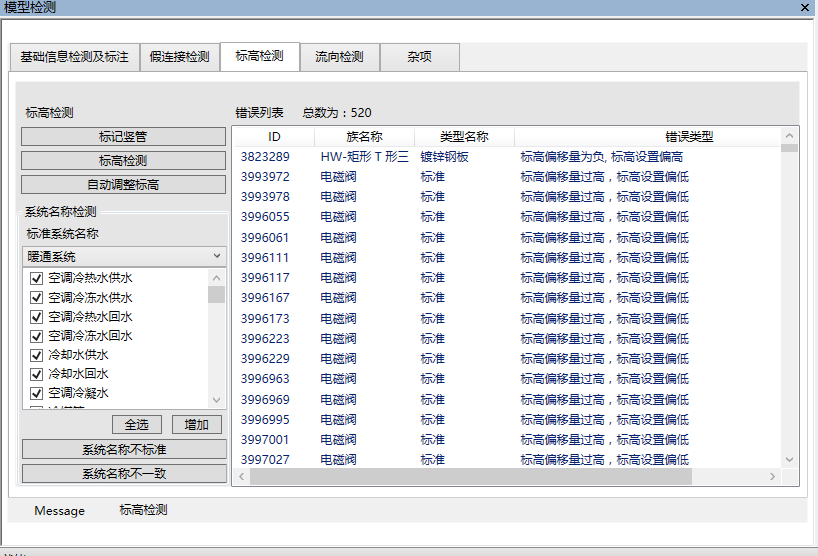 模型检测
基础信息检测及标注 假连接检测 标高检测 流向检测 杂项
标高检测
标记竖管
标高检测
自动调整标高
系统名称检测
标准系统名称
暖通系统
空调冷热水供水
空调冷冻水供水
空调冷热水回水
空调冷冻水回水
冷却水供水
冷却水回水
空调冷凝水
全选 增加
系统名称不标准
系统名称不一致
错误列表 总数为：520
ID 族名称 类型名称 错误类型
3823289 HW-矩形 T 形三 镀锌钢板 标高偏移量为负, 标高设置偏高
3993972 电磁阀 标准 标高偏移量过高，标高设置偏低
3993978 电磁阀 标准 标高偏移量过高，标高设置偏低
3996055 电磁阀 标准 标高偏移量过高，标高设置偏低
3996061 电磁阀 标准 标高偏移量过高，标高设置偏低
3996111 电磁阀 标准 标高偏移量过高，标高设置偏低
3996117 电磁阀 标准 标高偏移量过高，标高设置偏低
3996167 电磁阀 标准 标高偏移量过高，标高设置偏低
3996173 电磁阀 标准 标高偏移量过高，标高设置偏低
3996223 电磁阀 标准 标高偏移量过高，标高设置偏低
3996229 电磁阀 标准 标高偏移量过高，标高设置偏低
3996963 电磁阀 标准 标高偏移量过高，标高设置偏低
3996969 电磁阀 标准 标高偏移量过高，标高设置偏低
3996995 电磁阀 标准 标高偏移量过高，标高设置偏低
3997001 电磁阀 标准 标高偏移量过高，标高设置偏低
3997027 电磁阀 标准 标高偏移量过高，标高设置偏低
Message 标高检测